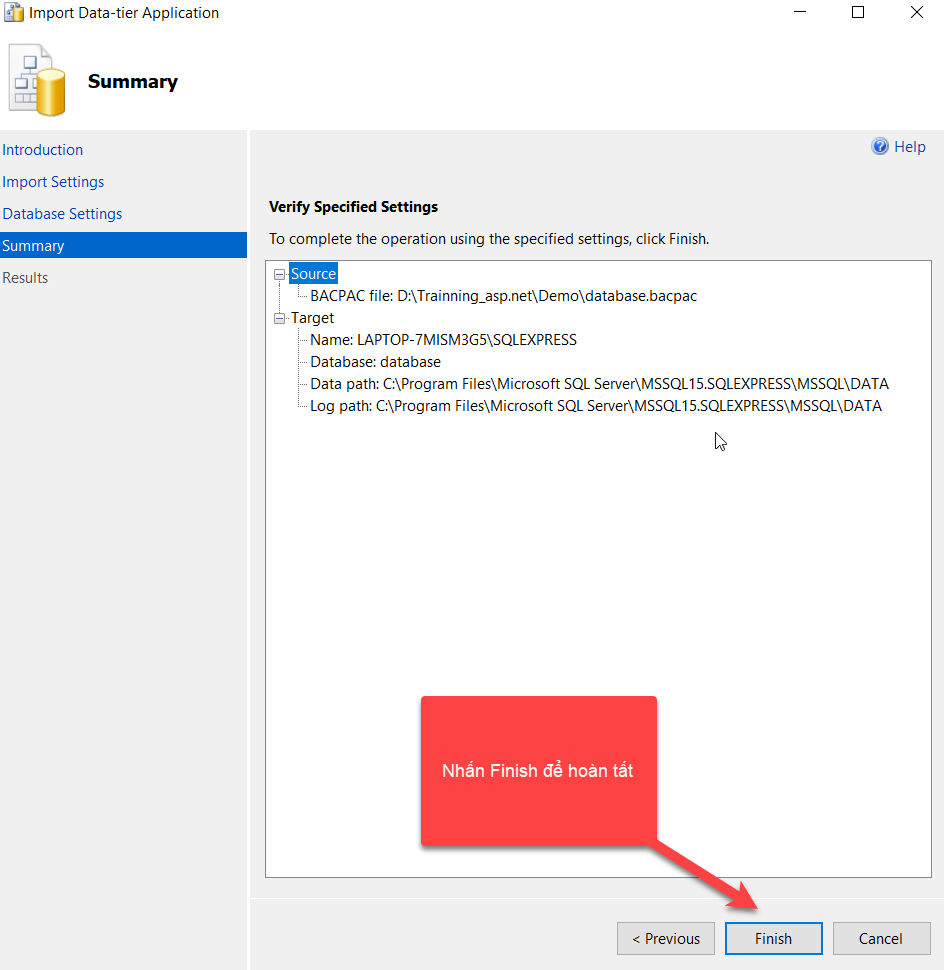 Import Data-tier Application
Summary
Introduction
Import Settings
Database Settings
Summary
Results
Help
Verify Specified Settings
To complete the operation using the specified settings, click Finish.
Source
BACPAC file: D:\Trainning_asp.net\Demo\database.bacpac
Target
Name: LAPTOP-7MISM3G5\SQLEXPRESS
Database: database
Data path: C:\Program Files\Microsoft SQL Server\MSSQL15.SQLEXPRESS\MSSQL\DATA
Log path: C:\Program Files\Microsoft SQL Server\MSSQL15.SQLEXPRESS\MSSQL\DATA
Nhấn Finish để hoàn tất
< Previous
Finish
Cancel